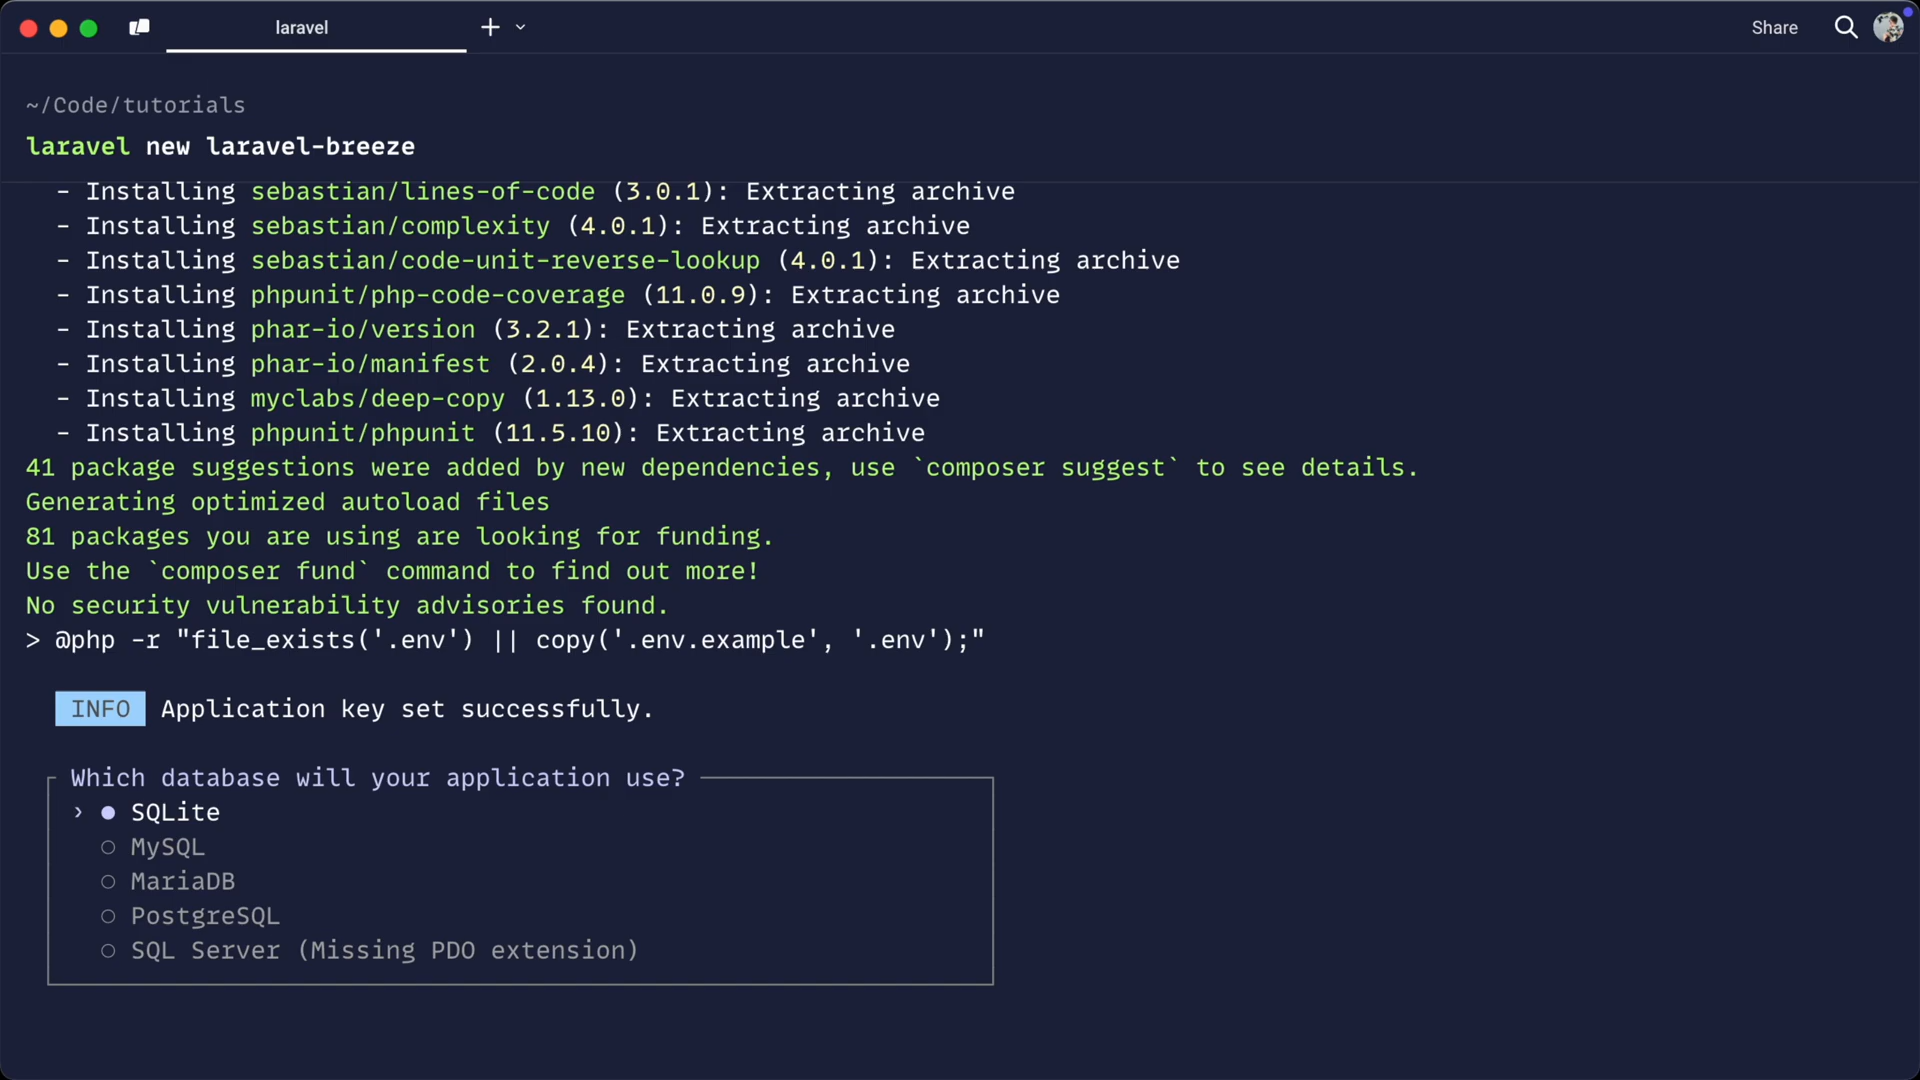 laravel
Share
~/Code/tutorials
laravel new laravel-breeze
- Installing sebastian/lines-of-code (3.0.1): Extracting archive
- Installing sebastian/complexity (4.0.1): Extracting archive
- Installing sebastian/code-unit-reverse-lookup (4.0.1): Extracting archive
- Installing phpunit/php-code-coverage (11.0.9): Extracting archive
- Installing phar-io/version (3.2.1): Extracting archive
- Installing phar-io/manifest (2.0.4): Extracting archive
- Installing myclabs/deep-copy (1.13.0): Extracting archive
- Installing phpunit/phpunit (11.5.10): Extracting archive
41 package suggestions were added by new dependencies, use `composer suggest` to see details.
Generating optimized autoload files
81 packages you are using are looking for funding.
Use the `composer fund` command to find out more!
No security vulnerability advisories found.
> @php -r "file_exists('.env') || copy('.env.example', '.env');"
INFO Application key set successfully.
Which database will your application use?
› ● SQLite
○ MySQL
○ MariaDB
○ PostgreSQL
○ SQL Server (Missing PDO extension)